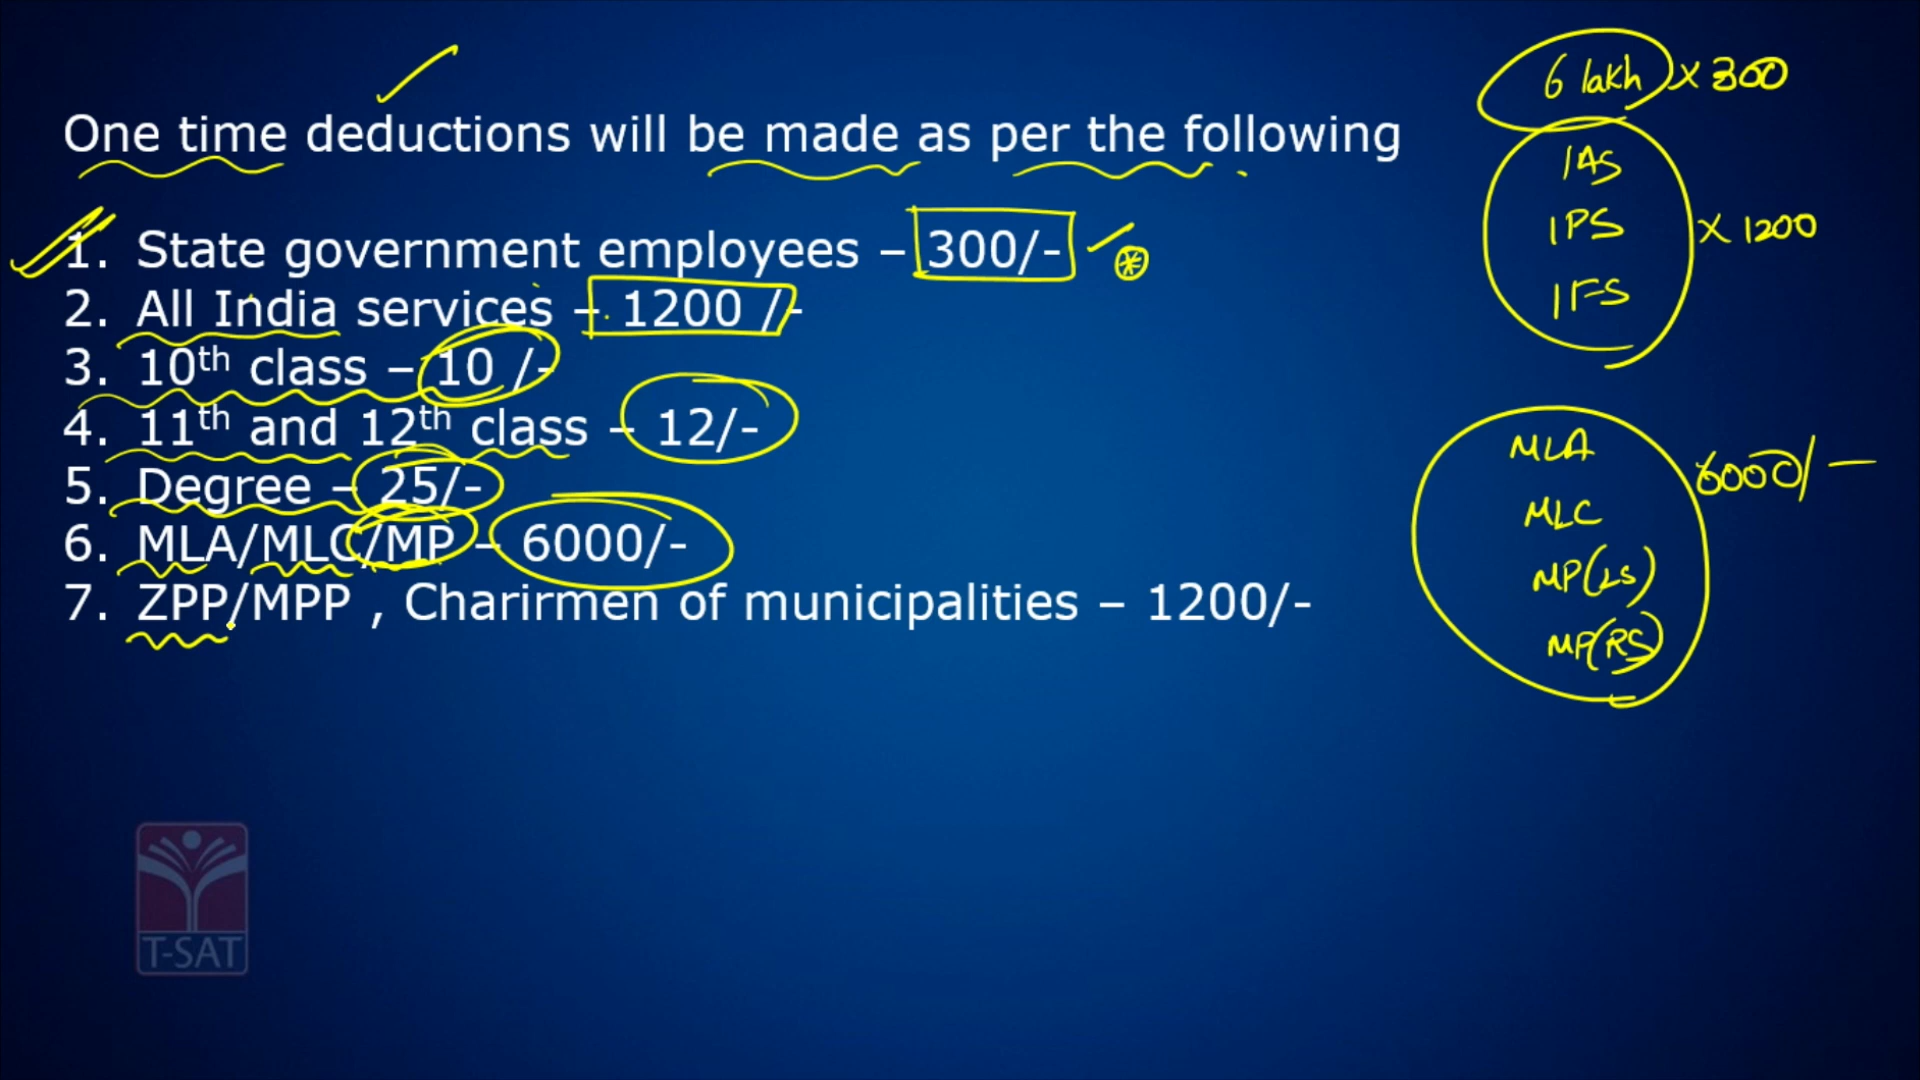 One time deductions will be made as per the following
1. State government employees – 300/-
2. All India services – 1200 /-
3. 10th class – 10 /-
4. 11th and 12th class – 12/-
5. Degree – 25/-
6. MLA/MLC/MP – 6000/-
7. ZPP/MPP , Charirmen of municipalities – 1200/-
6 lakh x 300
IAS
IPS x 1200
IFS
MLA
6000/-
MLC
MP(LS)
MP(RS)
T-SAT